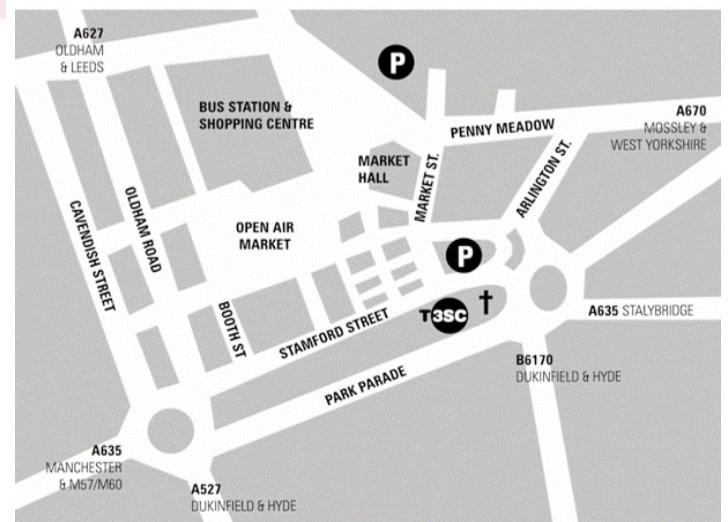 A627
OLDHAM
& LEEDS
P
BUS STATION &
SHOPPING CENTRE
A670
MOSSLEY &
WEST YORKSHIRE
PENNY MEADOW
MARKET
HALL
MARKET ST.
ARLINGTON ST.
CAVENDISH STREET
OLDHAM ROAD
OPEN AIR
MARKET
P
T3SC
BOOTH ST
STAMFORD STREET
A635 STALYBRIDGE
PARK PARADE
B6170
DUKINFIELD & HYDE
A635
MANCHESTER
& M57/M60
A527
DUKINFIELD & HYDE